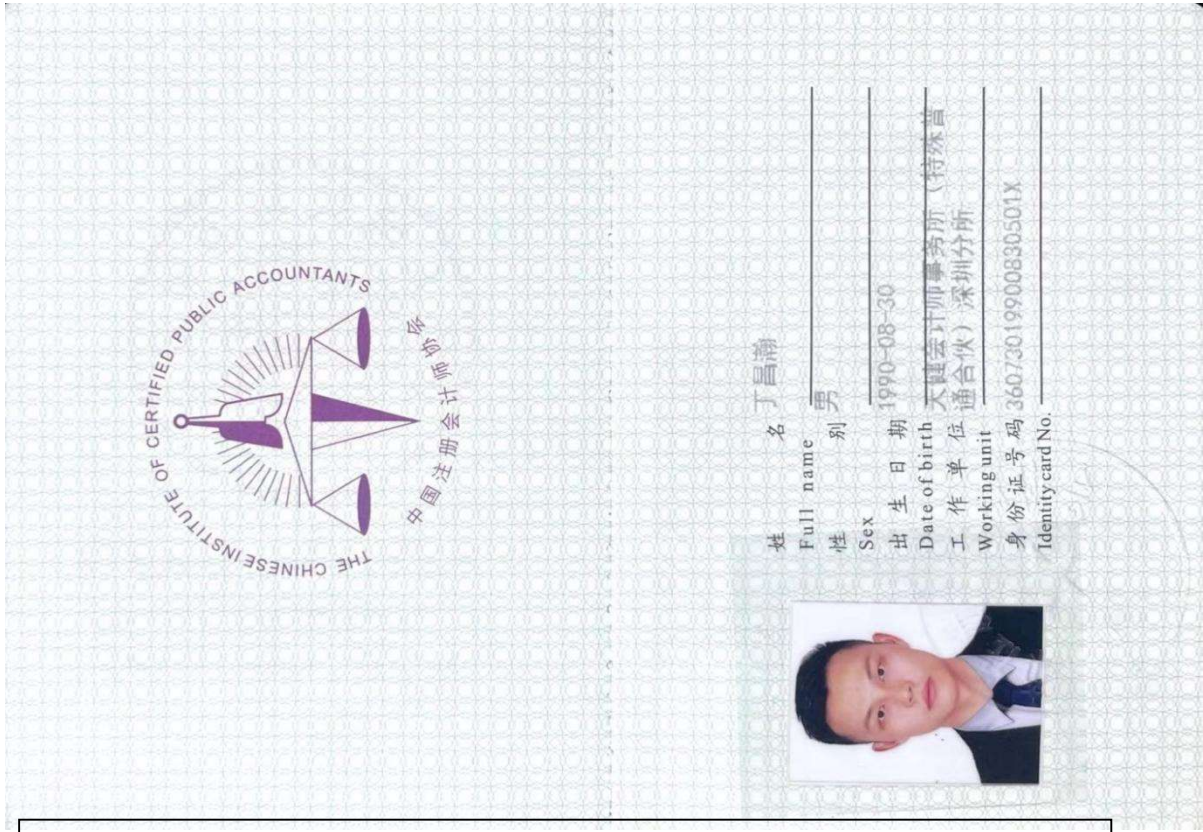 THE CHINESE INSTITUTE OF CERTIFIED PUBLIC ACCOUNTANTS
中国注册会计师协会
姓 名 丁昌瀚
Full name
性 别 男
Sex
出 生 日 期 1990-08-30
Date of birth
工 作 单 位 天健会计师事务所(特殊普
通合伙)深圳分所
Working unit
身 份 证 号 码 36073019900830501X
Identity card No.